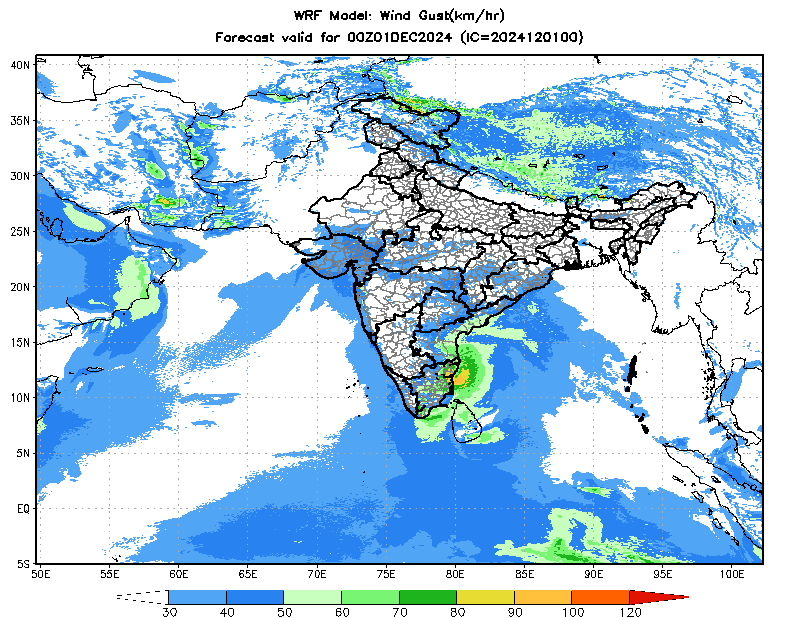 WRF Model: Wind Gust(km/hr)
Forecast valid for 00Z01DEC2024 (IC=2024120100)
40N
35N
30N
25N
20N
15N
10N
5N
EQ
5S
50E 55E 60E 65E 70E 75E 80E 85E 90E 95E 100E
30 40 50 60 70 80 90 100 120